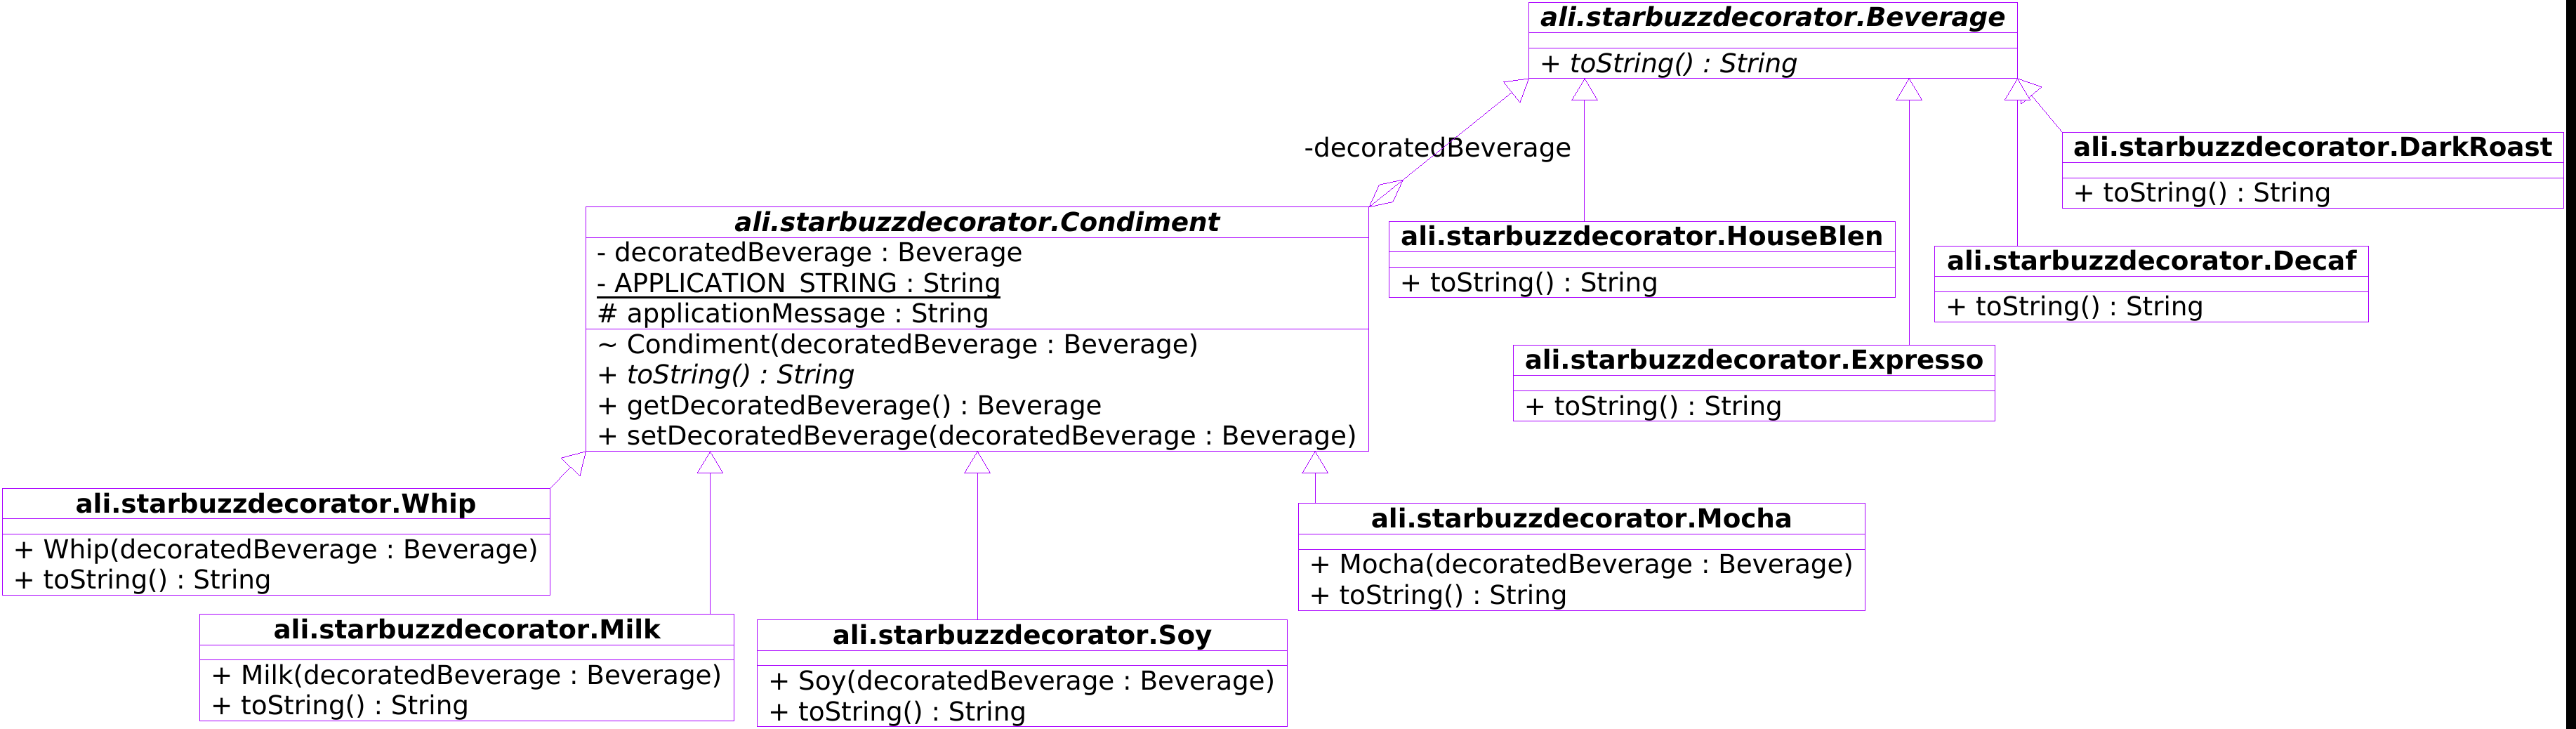 ali.starbuzzdecorator.Beverage
+ toString() : String
-decoratedBeverage
ali.starbuzzdecorator.DarkRoast
+ toString() : String
ali.starbuzzdecorator.Condiment
- decoratedBeverage : Beverage
- APPLICATION_STRING : String
# applicationMessage : String
~ Condiment(decoratedBeverage : Beverage)
+ toString() : String
+ getDecoratedBeverage() : Beverage
+ setDecoratedBeverage(decoratedBeverage : Beverage)
ali.starbuzzdecorator.HouseBlen
+ toString() : String
ali.starbuzzdecorator.Decaf
+ toString() : String
ali.starbuzzdecorator.Expresso
+ toString() : String
ali.starbuzzdecorator.Whip
+ Whip(decoratedBeverage : Beverage)
+ toString() : String
ali.starbuzzdecorator.Mocha
+ Mocha(decoratedBeverage : Beverage)
+ toString() : String
ali.starbuzzdecorator.Milk
+ Milk(decoratedBeverage : Beverage)
+ toString() : String
ali.starbuzzdecorator.Soy
+ Soy(decoratedBeverage : Beverage)
+ toString() : String